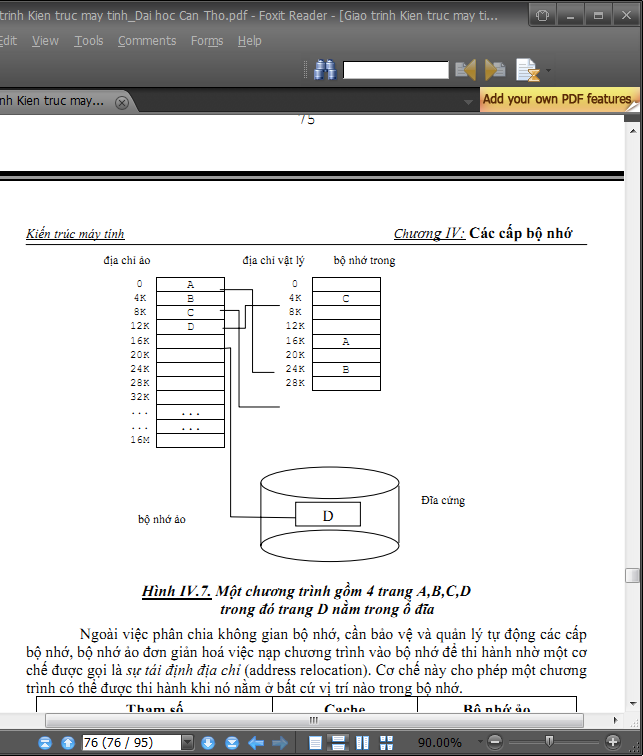 trinh Kien truc may tinh_Dai hoc Can Tho.pdf - Foxit Reader - [Giao trinh Kien truc may ti...
Edit View Tools Comments Forms Help
nh Kien truc may...
Add your own PDF features
75
Kiến trúc máy tính Chương IV: Các cấp bộ nhớ
địa chỉ ảo địa chỉ vật lý bộ nhớ trong
0 A 0
4K B 4K C
8K C 8K
12K D 12K
16K 16K A
20K 20K
24K 24K B
28K 28K
32K
... ...
... ...
16M
Đĩa cứng
D
bộ nhớ ảo
Hình IV.7. Một chương trình gồm 4 trang A,B,C,D
trong đó trang D nằm trong ổ đĩa
Ngoài việc phân chia không gian bộ nhớ, cần bảo vệ và quản lý tự động các cấp
bộ nhớ, bộ nhớ ảo đơn giản hoá việc nạp chương trình vào bộ nhớ để thi hành nhờ một cơ
chế được gọi là sự tái định địa chỉ (address relocation). Cơ chế này cho phép một chương
trình có thể được thi hành khi nó nằm ở bất cứ vị trí nào trong bộ nhớ.
Tham số Cache Bộ nhớ ảo
76 (76 / 95) 90.00%